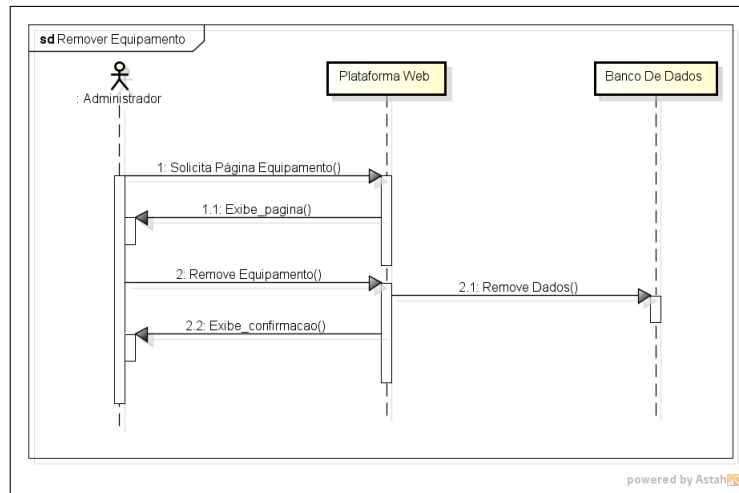 sd Remover Equipamento
: Administrador
Plataforma Web
Banco De Dados
1: Solicita Página Equipamento()
1.1: Exibe_pagina()
2: Remove Equipamento()
2.1: Remove Dados()
2.2: Exibe_confirmacao()
powered by Astah